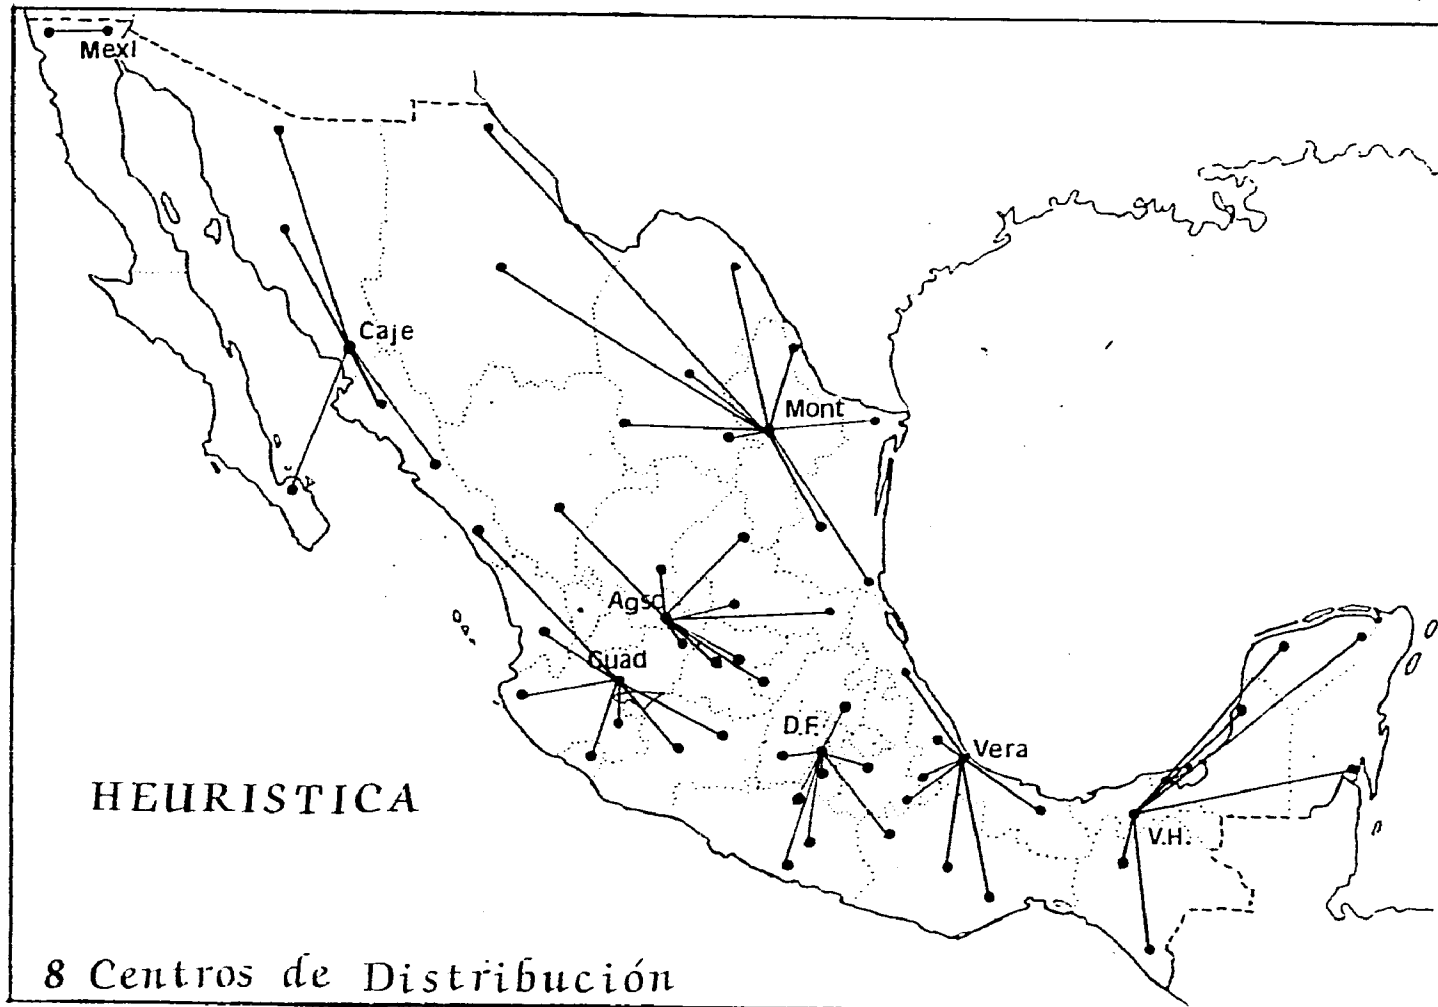 Mexl
Caje
Mont
Agsc
Guad
D.F.
Vera
V.H.
HEURISTICA
8 Centros de Distribución